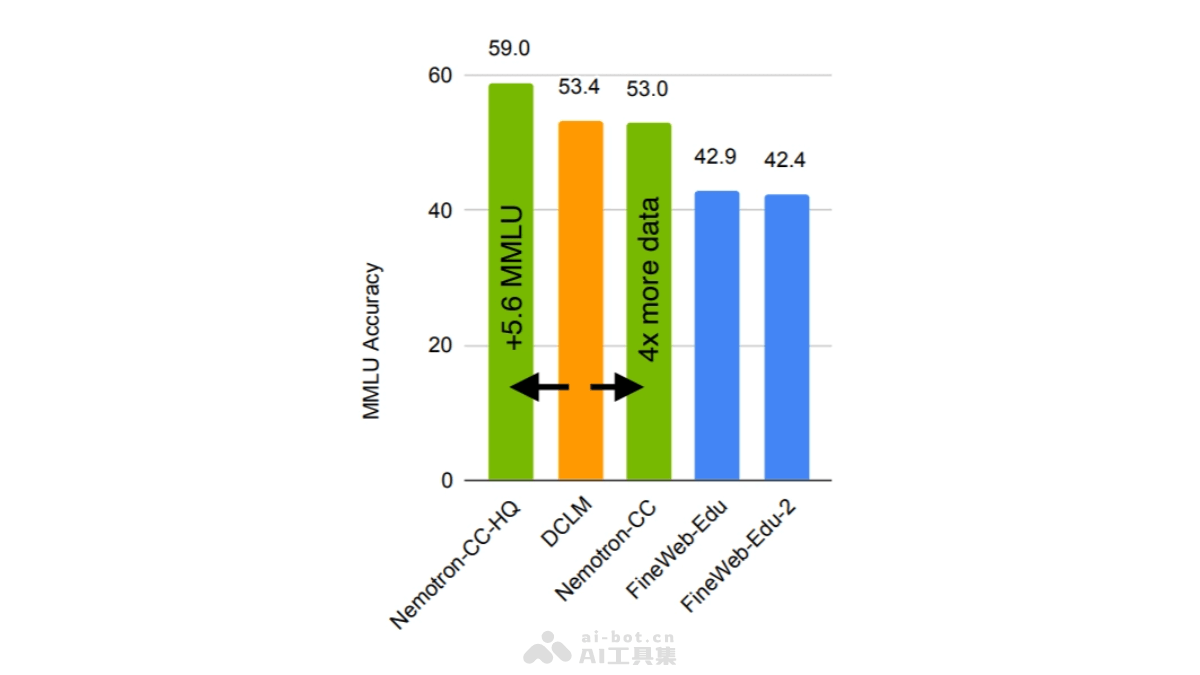 59.0
60
53.4
53.0
42.9
42.4
40
20
0
MMLU Accuracy
+5.6 MMLU
4x more data
Nemotron-CC-HQ
DCLM
Nemotron-CC
FineWeb-Edu
FineWeb-Edu-2
ai-bot.cn
AI工具集